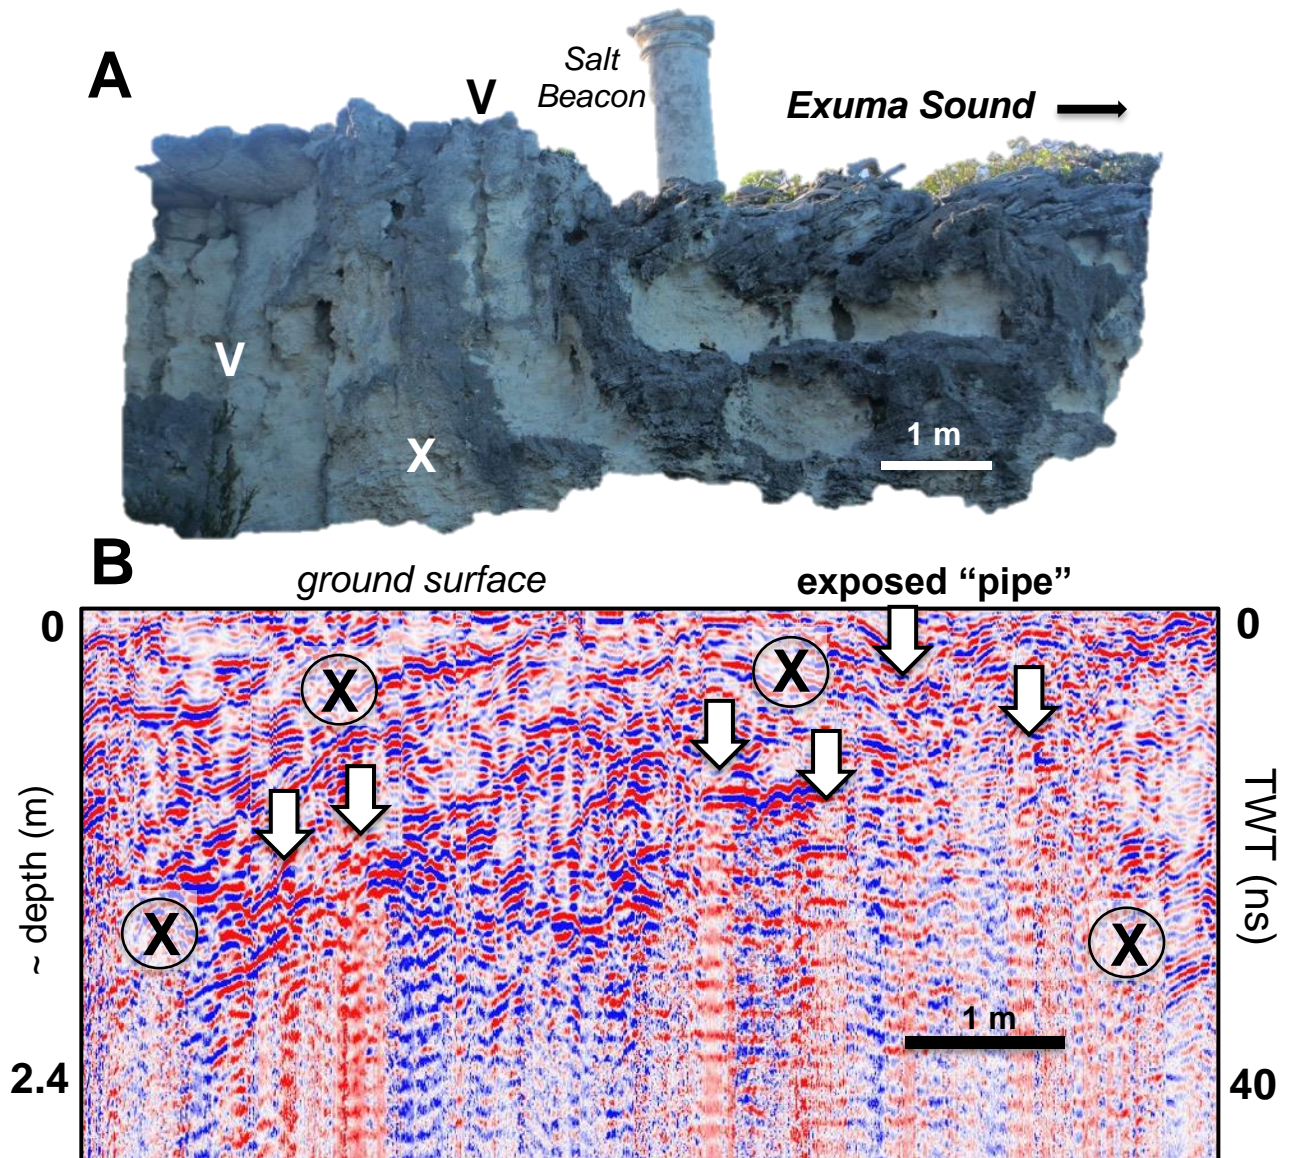 A
V
Salt
Beacon
Exuma Sound
V
X
1 m
B
ground surface
exposed “pipe”
0
0
X
X
~ depth (m)
TWT (ns)
X
X
1 m
2.4
40